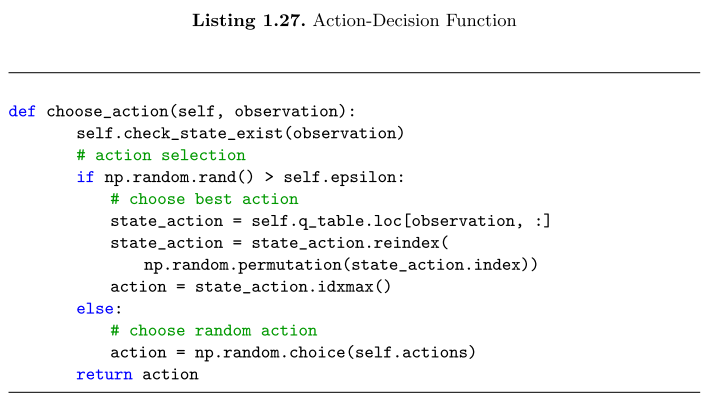 Listing 1.27. Action-Decision Function
def choose_action(self, observation):
self.check_state_exist(observation)
# action selection
if np.random.rand() > self.epsilon:
# choose best action
state_action = self.q_table.loc[observation, :]
state_action = state_action.reindex(
np.random.permutation(state_action.index))
action = state_action.idxmax()
else:
# choose random action
action = np.random.choice(self.actions)
return action